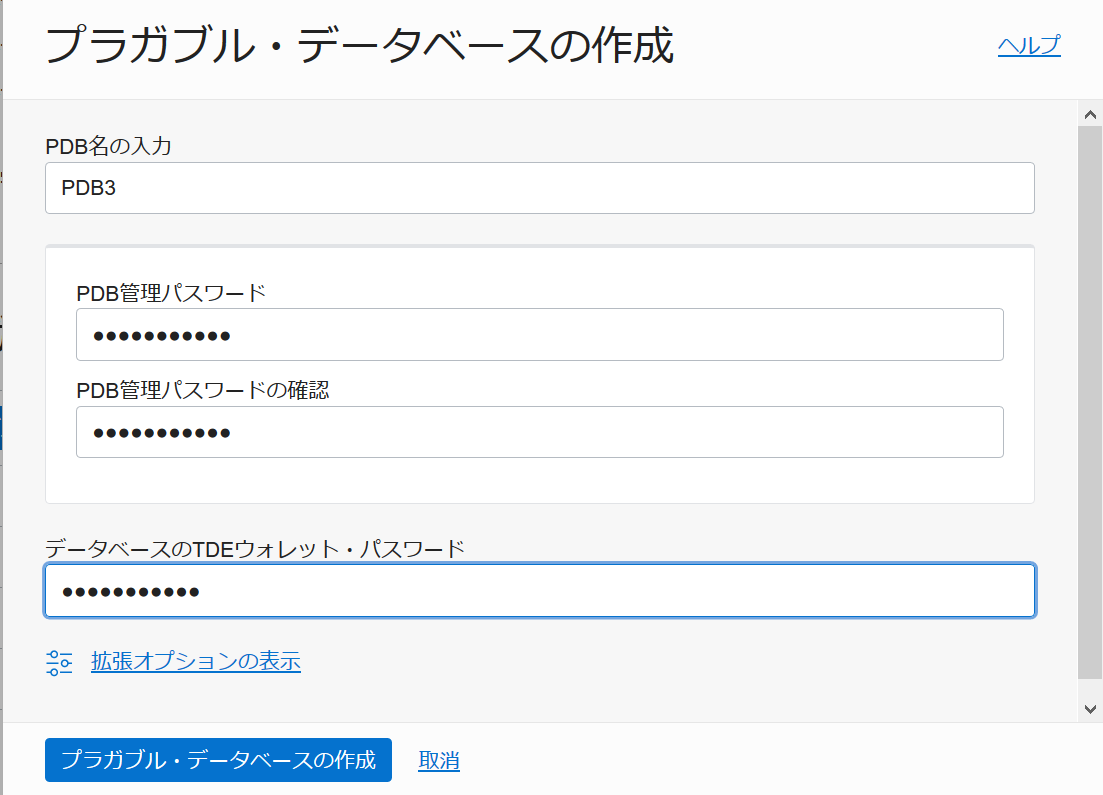 プラガブル・データベースの作成
ヘルプ
PDB名の入力
PDB3
PDB管理パスワード
●●●●●●●●●●●
PDB管理パスワードの確認
●●●●●●●●●●●
データベースのTDEウォレット・パスワード
●●●●●●●●●●●
拡張オプションの表示
プラガブル・データベースの作成
取消